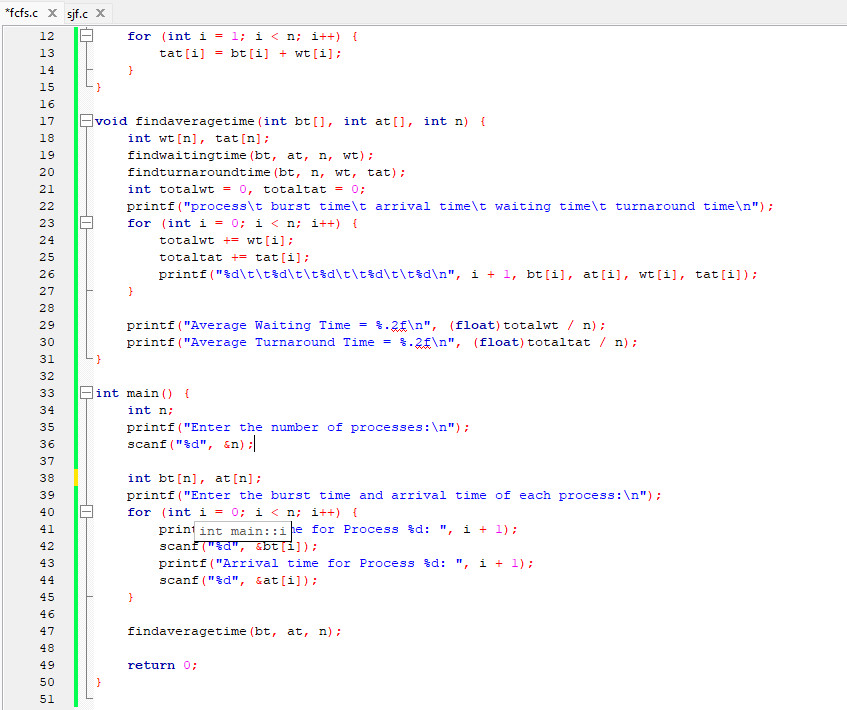 *fcfs.c X sjf.c X
12 for (int i = 1; i < n; i++) {
13 tat[i] = bt[i] + wt[i];
14 }
15 }
16
17 void findaveragetime(int bt[], int at[], int n) {
18 int wt[n], tat[n];
19 findwaitingtime(bt, at, n, wt);
20 findturnaroundtime(bt, n, wt, tat);
21 int totalwt = 0, totaltat = 0;
22 printf("process\t burst time\t arrival time\t waiting time\t turnaround time\n");
23 for (int i = 0; i < n; i++) {
24 totalwt += wt[i];
25 totaltat += tat[i];
26 printf("%d\t\t%d\t\t%d\t\t%d\t\t%d\n", i + 1, bt[i], at[i], wt[i], tat[i]);
27 }
28
29 printf("Average Waiting Time = %.2f\n", (float)totalwt / n);
30 printf("Average Turnaround Time = %.2f\n", (float)totaltat / n);
31 }
32
33 int main() {
34 int n;
35 printf("Enter the number of processes:\n");
36 scanf("%d", &n);
37
38 int bt[n], at[n];
39 printf("Enter the burst time and arrival time of each process:\n");
40 for (int i = 0; i < n; i++) {
41 print int main::i e for Process %d: ", i + 1);
42 scanf("%d", &bt[i]);
43 printf("Arrival time for Process %d: ", i + 1);
44 scanf("%d", &at[i]);
45 }
46
47 findaveragetime(bt, at, n);
48
49 return 0;
50 }
51